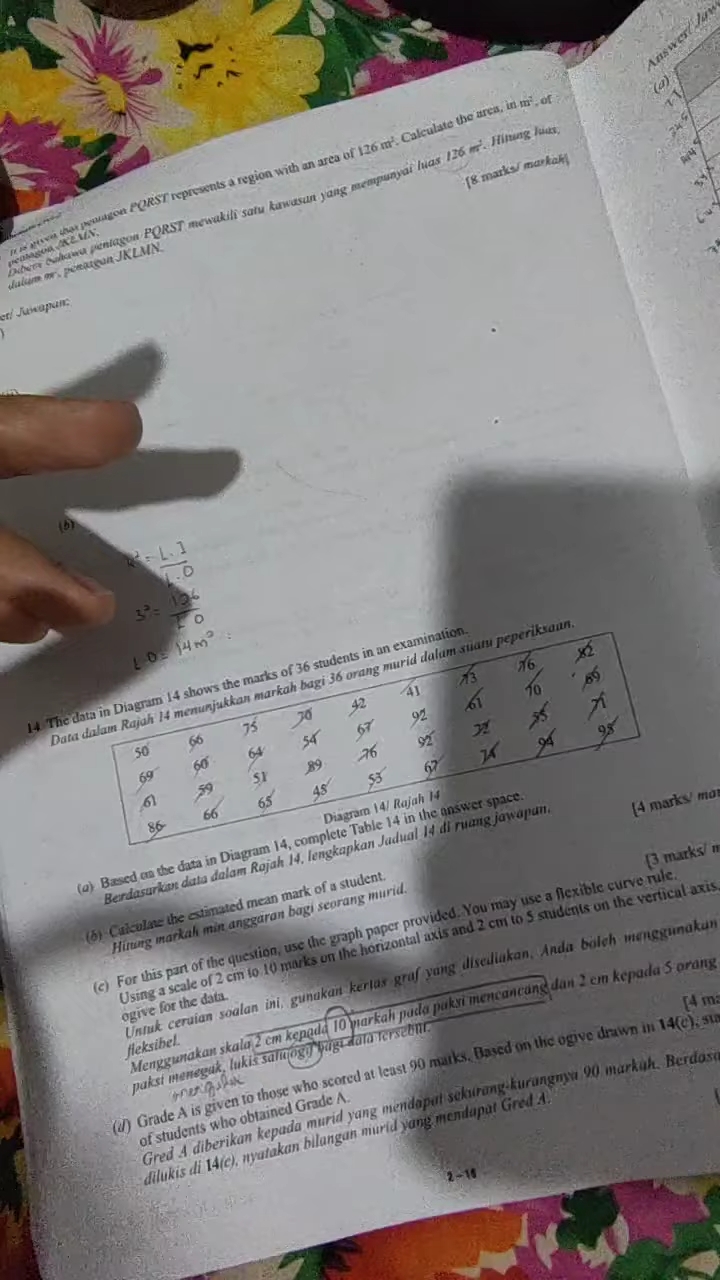 Answer/ Jaw
(a)
It is given that pentagon PQRST represents a region with an area of 126 m². Calculate the area, in m², of
pentagon JKLMN.
Diberi bahawa pentagon PQRST mewakili satu kawasan yang mempunyai luas 126 m². Hitung luas,
dalam m², pentagon JKLMN.
[8 marks/ markah]
er/ Jawapan:
(b)
k² = L.I
L.O
3² = 126
L O
L O = 14 m²
14 The data in Diagram 14 shows the marks of 36 students in an examination.
Data dalam Rajah 14 menunjukkan markah bagi 36 orang murid dalam suatu peperiksaan.
50 66 75 42 41 73 76 82
69 60 64 54 67 92 61 70 89
61 59 51 89 76 92 71
86 66 65 45 53 67 94
Diagram 14/ Rajah 14
(a) Based on the data in Diagram 14, complete Table 14 in the answer space.
Berdasarkan data dalam Rajah 14, lengkapkan Jadual 14 di ruang jawapan.
[4 marks/ mar
(b) Calculate the estimated mean mark of a student.
Hitung markah min anggaran bagi seorang murid.
[3 marks/ m
(c) For this part of the question, use the graph paper provided. You may use a flexible curve rule.
Using a scale of 2 cm to 10 marks on the horizontal axis and 2 cm to 5 students on the vertical axis,
ogive for the data.
Untuk ceraian soalan ini, gunakan kertas graf yang disediakan. Anda boleh menggunakan
fleksibel.
Menggunakan skala 2 cm kepada 10 markah pada paksi mencancang dan 2 cm kepada 5 orang
paksi menegak, lukis satu ogif bagi data tersebut.
[4 ma
(d) Grade A is given to those who scored at least 90 marks. Based on the ogive drawn in 14(c), sta
of students who obtained Grade A.
Gred A diberikan kepada murid yang mendapat sekurang-kurangnya 90 markah. Berdasa
dilukis di 14(c), nyatakan bilangan murid yang mendapat Gred A.
[
2–16